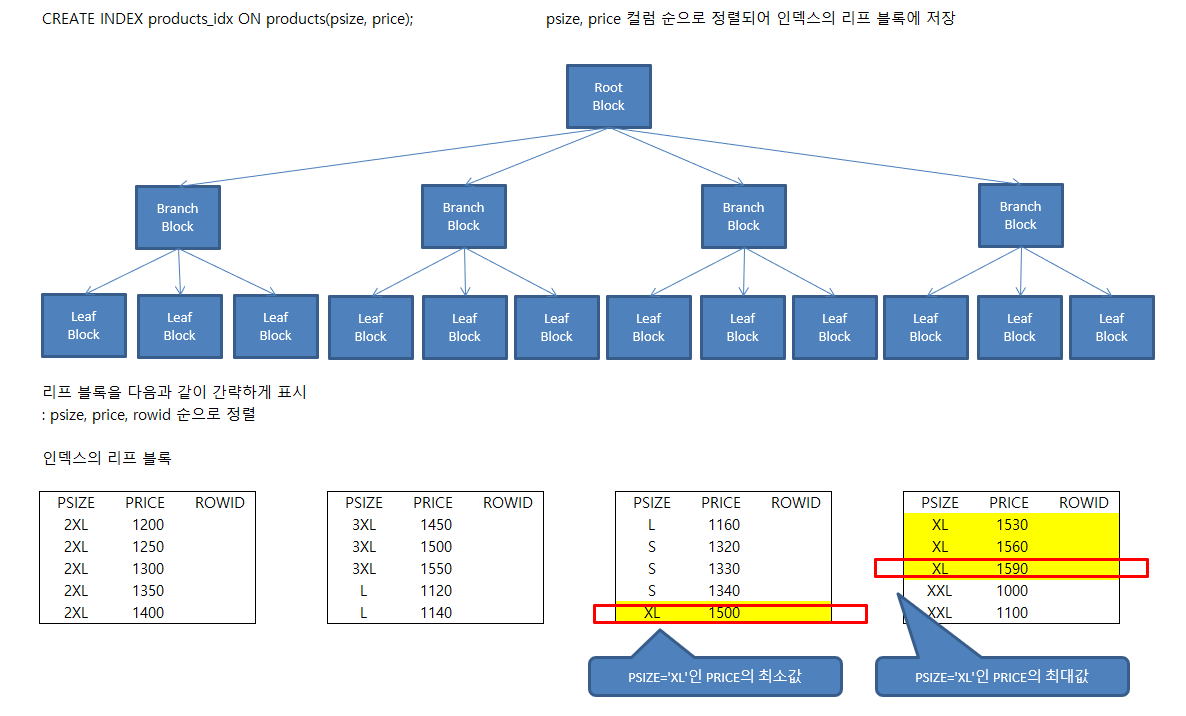 CREATE INDEX products_idx ON products(psize, price);
psize, price 컬럼 순으로 정렬되어 인덱스의 리프 블록에 저장
Root
Block
Branch
Block
Branch
Block
Branch
Block
Branch
Block
Leaf
Block
Leaf
Block
Leaf
Block
Leaf
Block
Leaf
Block
Leaf
Block
Leaf
Block
Leaf
Block
Leaf
Block
Leaf
Block
Leaf
Block
Leaf
Block
리프 블록을 다음과 같이 간략하게 표시
: psize, price, rowid 순으로 정렬
인덱스의 리프 블록
PSIZE PRICE ROWID
2XL 1200
2XL 1250
2XL 1300
2XL 1350
2XL 1400
PSIZE PRICE ROWID
3XL 1450
3XL 1500
3XL 1550
L 1120
L 1140
PSIZE PRICE ROWID
L 1160
S 1320
S 1330
S 1340
XL 1500
PSIZE PRICE ROWID
XL 1530
XL 1560
XL 1590
XXL 1000
XXL 1100
PSIZE='XL'인 PRICE의 최소값
PSIZE='XL'인 PRICE의 최대값